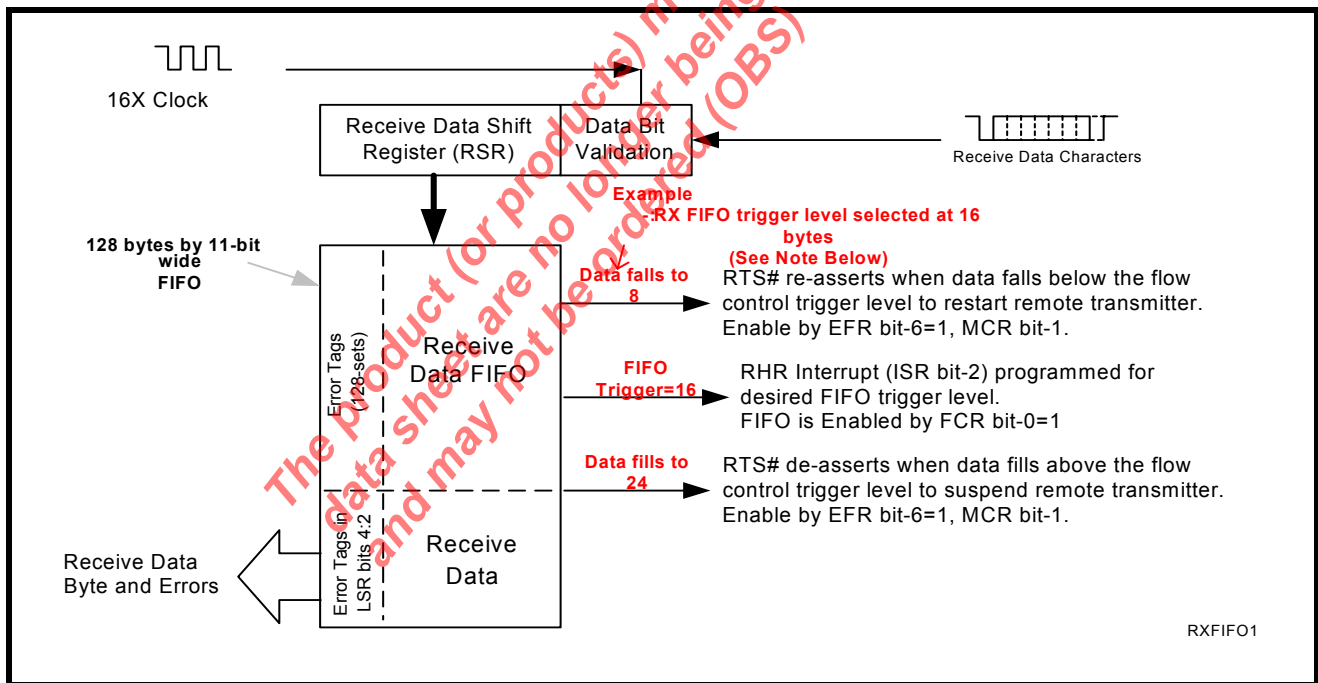 16X Clock
Receive Data Shift
Register (RSR)
Data Bit
Validation
Receive Data Characters
Example
-:RX FIFO trigger level selected at 16
bytes
(See Note Below)
128 bytes by 11-bit
wide
FIFO
Data falls to
8
RTS# re-asserts when data falls below the flow
control trigger level to restart remote transmitter.
Enable by EFR bit-6=1, MCR bit-1.
Error Tags
(128-sets)
Receive
Data FIFO
FIFO
Trigger=16
RHR Interrupt (ISR bit-2) programmed for
desired FIFO trigger level.
FIFO is Enabled by FCR bit-0=1
Data fills to
24
RTS# de-asserts when data fills above the flow
control trigger level to suspend remote transmitter.
Enable by EFR bit-6=1, MCR bit-1.
Error Tags in
LSR bits 4:2
Receive
Data
Receive Data
Byte and Errors
RXFIFO1
The product (or products)
data sheet are no longer being
and may not be ordered (OBS)